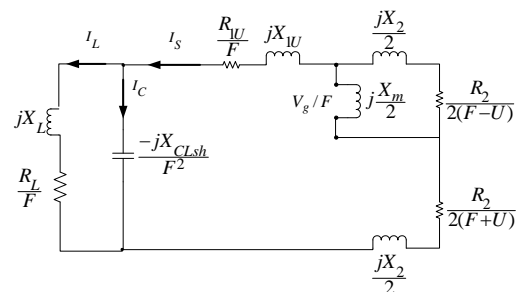 I_L
I_S
R_{1U}/F
jX_{1U}
jX_2/2
I_C
V_g/F
jX_m/2
R_2/2(F−U)
jX_L
−jX_{CLsh}/F^2
R_L/F
R_2/2(F+U)
jX_2/2